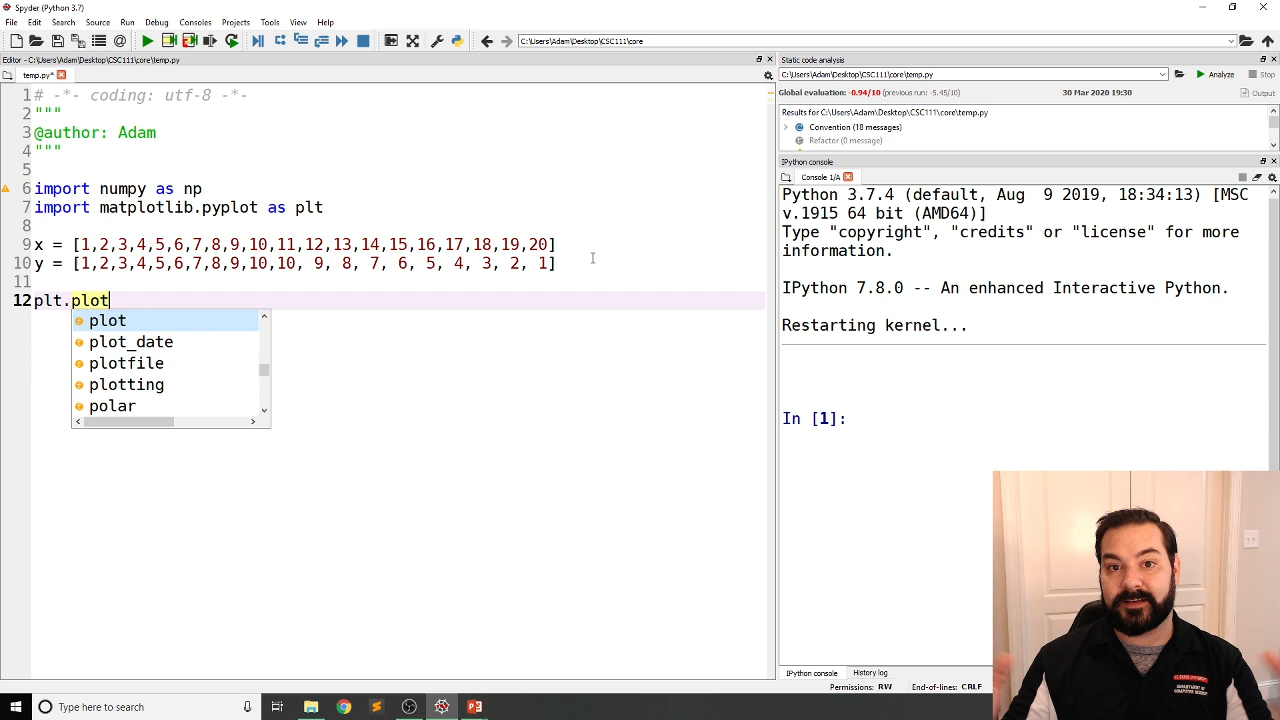 Spyder (Python 3.7)
File Edit Search Source Run Debug Consoles Projects Tools View Help
C:\Users\Adam\Desktop\CSC111\core
Editor - C:\Users\Adam\Desktop\CSC111\core\temp.py
temp.py*
1 # -*- coding: utf-8 -*-
2 """
3 @author: Adam
4 """
5
6 import numpy as np
7 import matplotlib.pyplot as plt
8
9 x = [1,2,3,4,5,6,7,8,9,10,11,12,13,14,15,16,17,18,19,20]
10 y = [1,2,3,4,5,6,7,8,9,10,10, 9, 8, 7, 6, 5, 4, 3, 2, 1]
11
12 plt.plot
plot
plot_date
plotfile
plotting
polar
Static code analysis
C:\Users\Adam\Desktop\CSC111\core\temp.py
Analyze
Stop
Global evaluation: -0.94/10 (previous run: -5.45/10)
30 Mar 2020 19:30
Output
Results for C:\Users\Adam\Desktop\CSC111\core\temp.py
Convention (18 messages)
Refactor (0 message)
IPython console
Console 1/A
Python 3.7.4 (default, Aug  9 2019, 18:34:13) [MSC
v.1915 64 bit (AMD64)]
Type "copyright", "credits" or "license" for more
information.
IPython 7.8.0 -- An enhanced Interactive Python.
Restarting kernel...
In [1]:
IPython console History log
Permissions: RW End-of-lines: CRLF
DEPARTMENT OF
COMPUTER SCIENCE
Type here to search